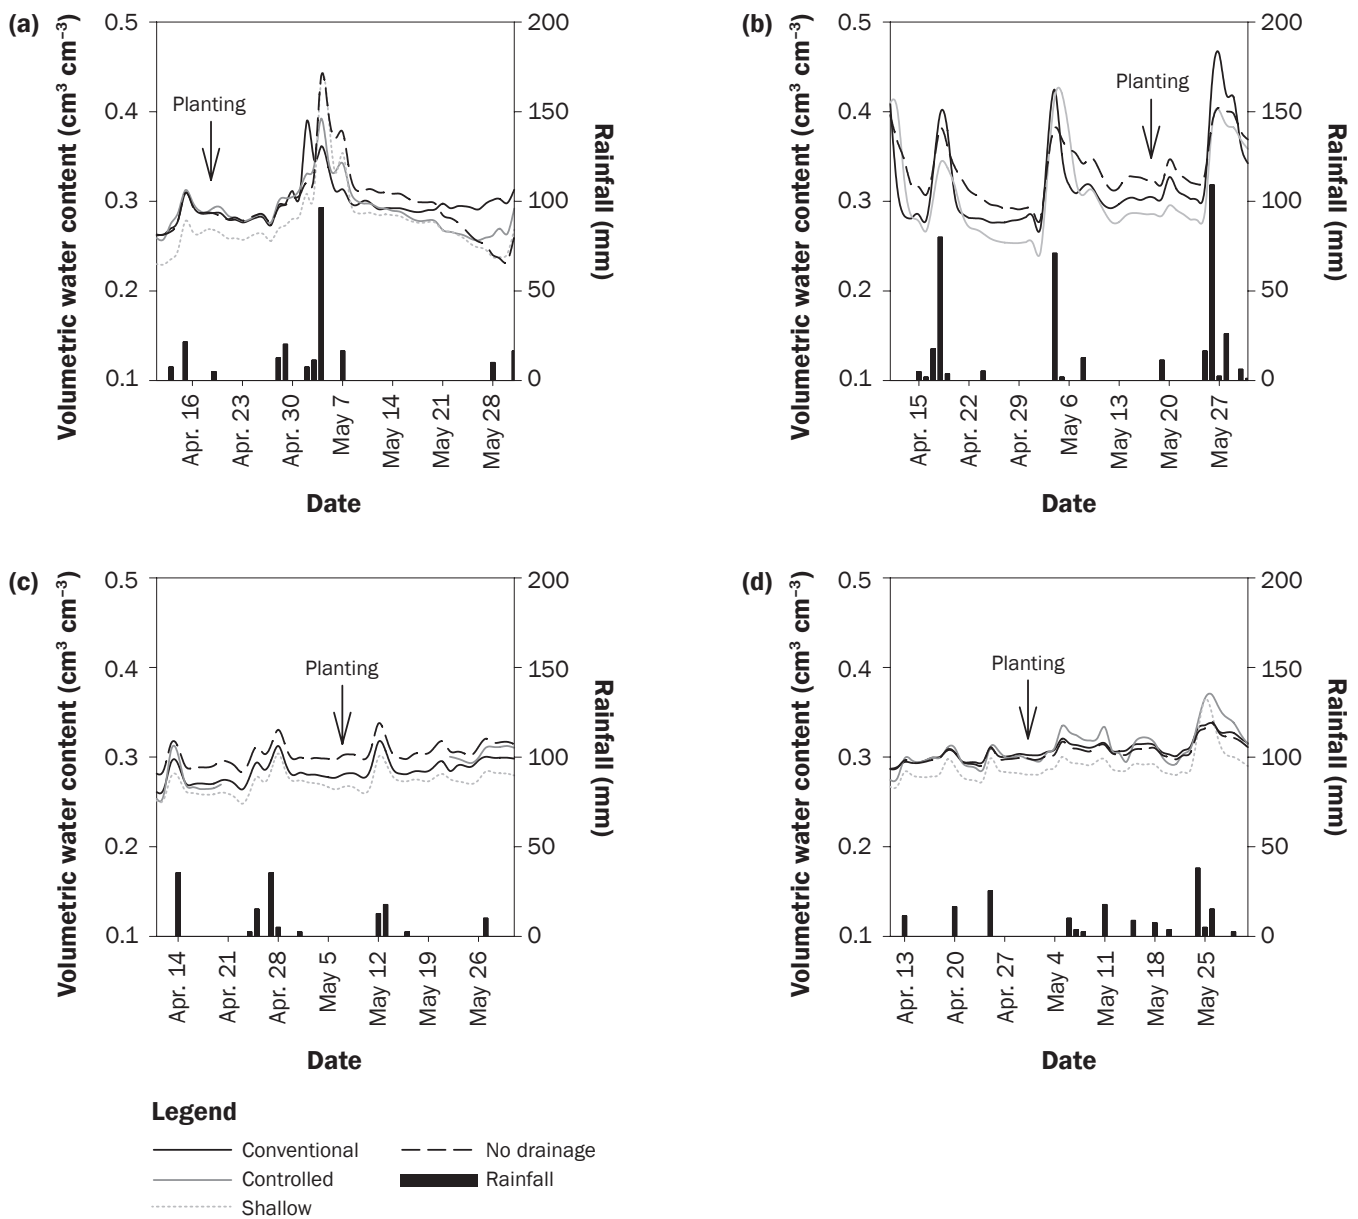 (a)
Volumetric water content (cm³ cm⁻³)
0.5
0.4
0.3
0.2
0.1
Planting
200
150
100
50
0
Rainfall (mm)
Apr. 16
Apr. 23
Apr. 30
May 7
May 14
May 21
May 28
Date
(b)
Volumetric water content (cm³ cm⁻³)
0.5
0.4
0.3
0.2
0.1
Planting
200
150
100
50
0
Rainfall (mm)
Apr. 15
Apr. 22
Apr. 29
May 6
May 13
May 20
May 27
Date
(c)
Volumetric water content (cm³ cm⁻³)
0.5
0.4
0.3
0.2
0.1
Planting
200
150
100
50
0
Rainfall (mm)
Apr. 14
Apr. 21
Apr. 28
May 5
May 12
May 19
May 26
Date
(d)
Volumetric water content (cm³ cm⁻³)
0.5
0.4
0.3
0.2
0.1
Planting
200
150
100
50
0
Rainfall (mm)
Apr. 13
Apr. 20
Apr. 27
May 4
May 11
May 18
May 25
Date
Legend
Conventional
Controlled
Shallow
No drainage
Rainfall